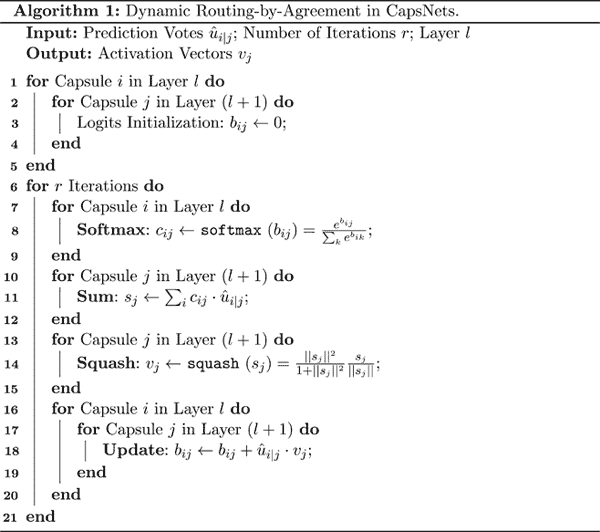 Algorithm 1: Dynamic Routing-by-Agreement in CapsNets.
Input: Prediction Votes û_{i|j}; Number of Iterations r; Layer l
Output: Activation Vectors v_j
1 for Capsule i in Layer l do
2 for Capsule j in Layer (l + 1) do
3 Logits Initialization: b_{ij} ← 0;
4 end
5 end
6 for r Iterations do
7 for Capsule i in Layer l do
8 Softmax: c_{ij} ← softmax (b_{ij}) = \frac{e^{b_{ij}}}{\sum_k e^{b_{ik}}};
9 end
10 for Capsule j in Layer (l + 1) do
11 Sum: s_j ← ∑_i c_{ij} · û_{i|j};
12 end
13 for Capsule j in Layer (l + 1) do
14 Squash: v_j ← squash (s_j) = \frac{||s_j||^2}{1+||s_j||^2} \frac{s_j}{||s_j||};
15 end
16 for Capsule i in Layer l do
17 for Capsule j in Layer (l + 1) do
18 Update: b_{ij} ← b_{ij} + û_{i|j} · v_j;
19 end
20 end
21 end